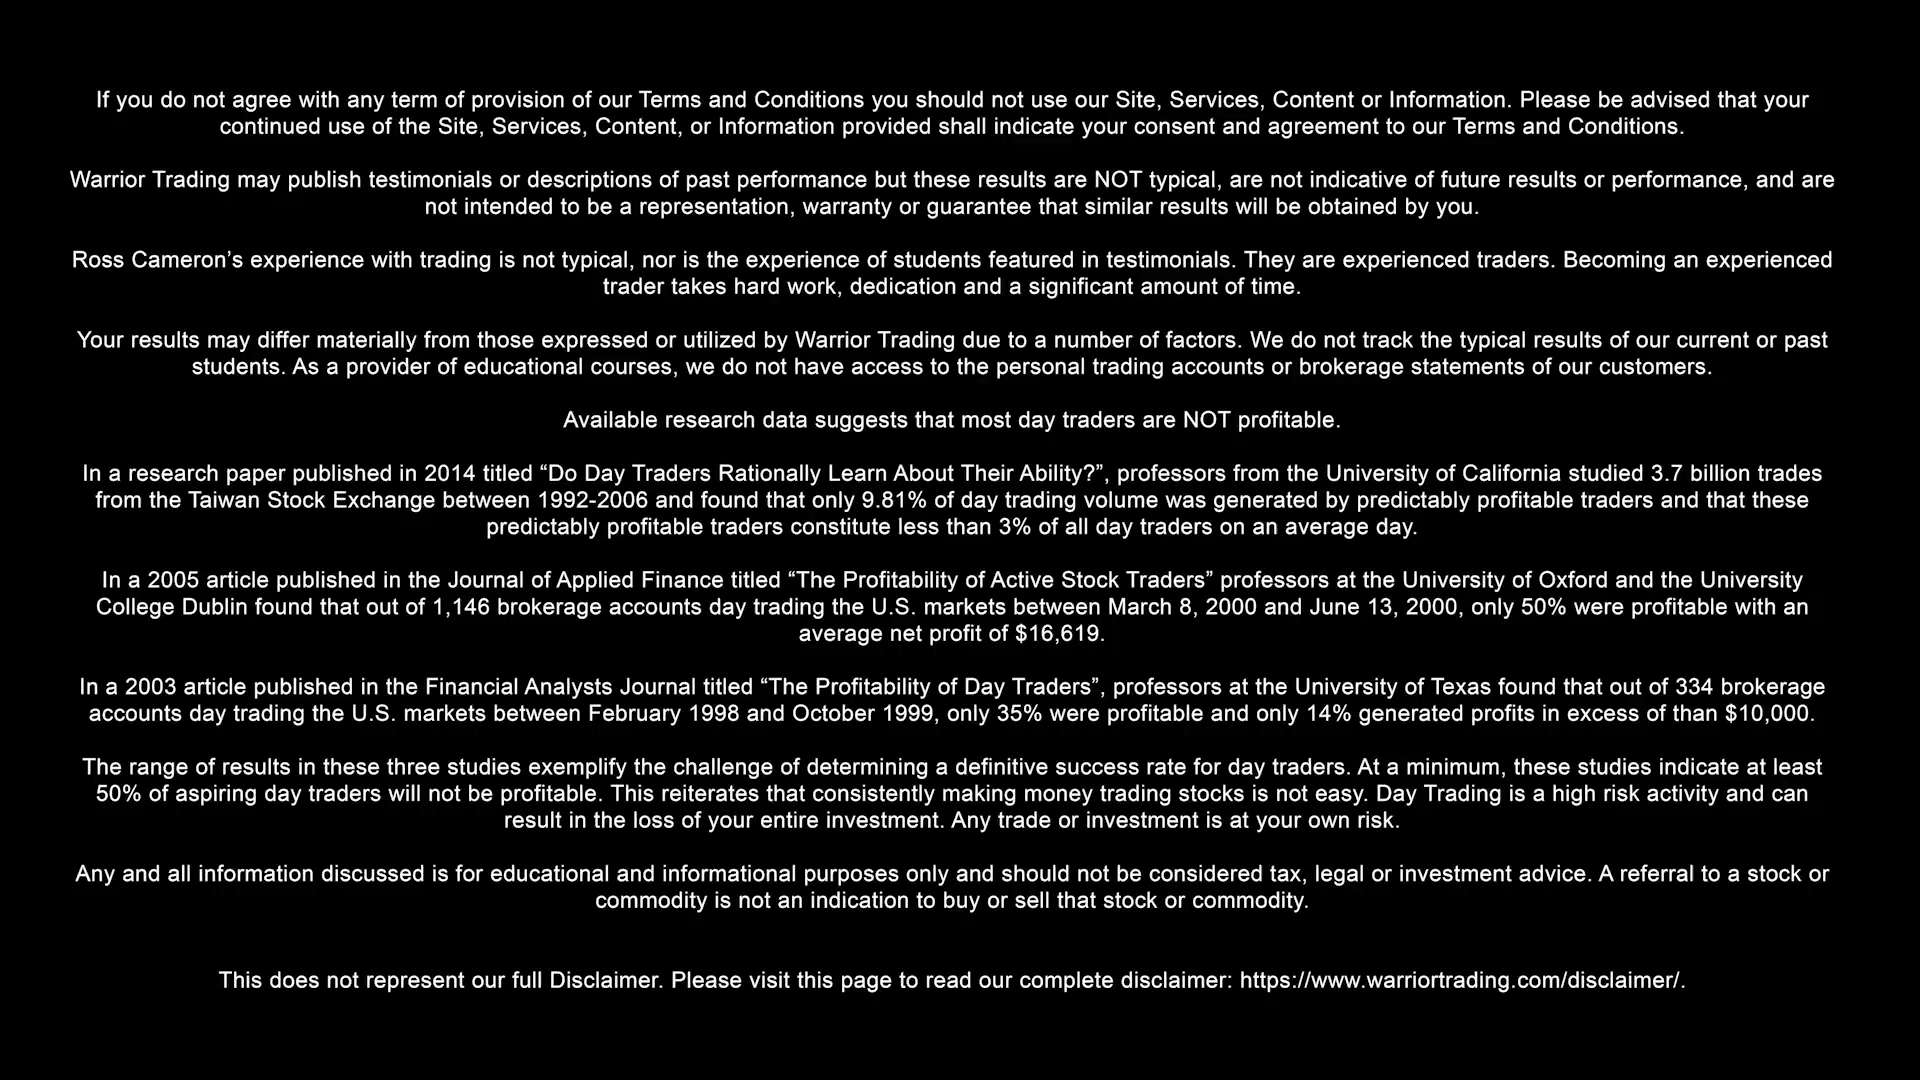 If you do not agree with any term of provision of our Terms and Conditions you should not use our Site, Services, Content or Information. Please be advised that your
continued use of the Site, Services, Content, or Information provided shall indicate your consent and agreement to our Terms and Conditions.
Warrior Trading may publish testimonials or descriptions of past performance but these results are NOT typical, are not indicative of future results or performance, and are
not intended to be a representation, warranty or guarantee that similar results will be obtained by you.
Ross Cameron’s experience with trading is not typical, nor is the experience of students featured in testimonials. They are experienced traders. Becoming an experienced
trader takes hard work, dedication and a significant amount of time.
Your results may differ materially from those expressed or utilized by Warrior Trading due to a number of factors. We do not track the typical results of our current or past
students. As a provider of educational courses, we do not have access to the personal trading accounts or brokerage statements of our customers.
Available research data suggests that most day traders are NOT profitable.
In a research paper published in 2014 titled “Do Day Traders Rationally Learn About Their Ability?”, professors from the University of California studied 3.7 billion trades
from the Taiwan Stock Exchange between 1992-2006 and found that only 9.81% of day trading volume was generated by predictably profitable traders and that these
predictably profitable traders constitute less than 3% of all day traders on an average day.
In a 2005 article published in the Journal of Applied Finance titled “The Profitability of Active Stock Traders” professors at the University of Oxford and the University
College Dublin found that out of 1,146 brokerage accounts day trading the U.S. markets between March 8, 2000 and June 13, 2000, only 50% were profitable with an
average net profit of $16,619.
In a 2003 article published in the Financial Analysts Journal titled “The Profitability of Day Traders”, professors at the University of Texas found that out of 334 brokerage
accounts day trading the U.S. markets between February 1998 and October 1999, only 35% were profitable and only 14% generated profits in excess of than $10,000.
The range of results in these three studies exemplify the challenge of determining a definitive success rate for day traders. At a minimum, these studies indicate at least
50% of aspiring day traders will not be profitable. This reiterates that consistently making money trading stocks is not easy. Day Trading is a high risk activity and can
result in the loss of your entire investment. Any trade or investment is at your own risk.
Any and all information discussed is for educational and informational purposes only and should not be considered tax, legal or investment advice. A referral to a stock or
commodity is not an indication to buy or sell that stock or commodity.
This does not represent our full Disclaimer. Please visit this page to read our complete disclaimer: https://www.warriortrading.com/disclaimer/.